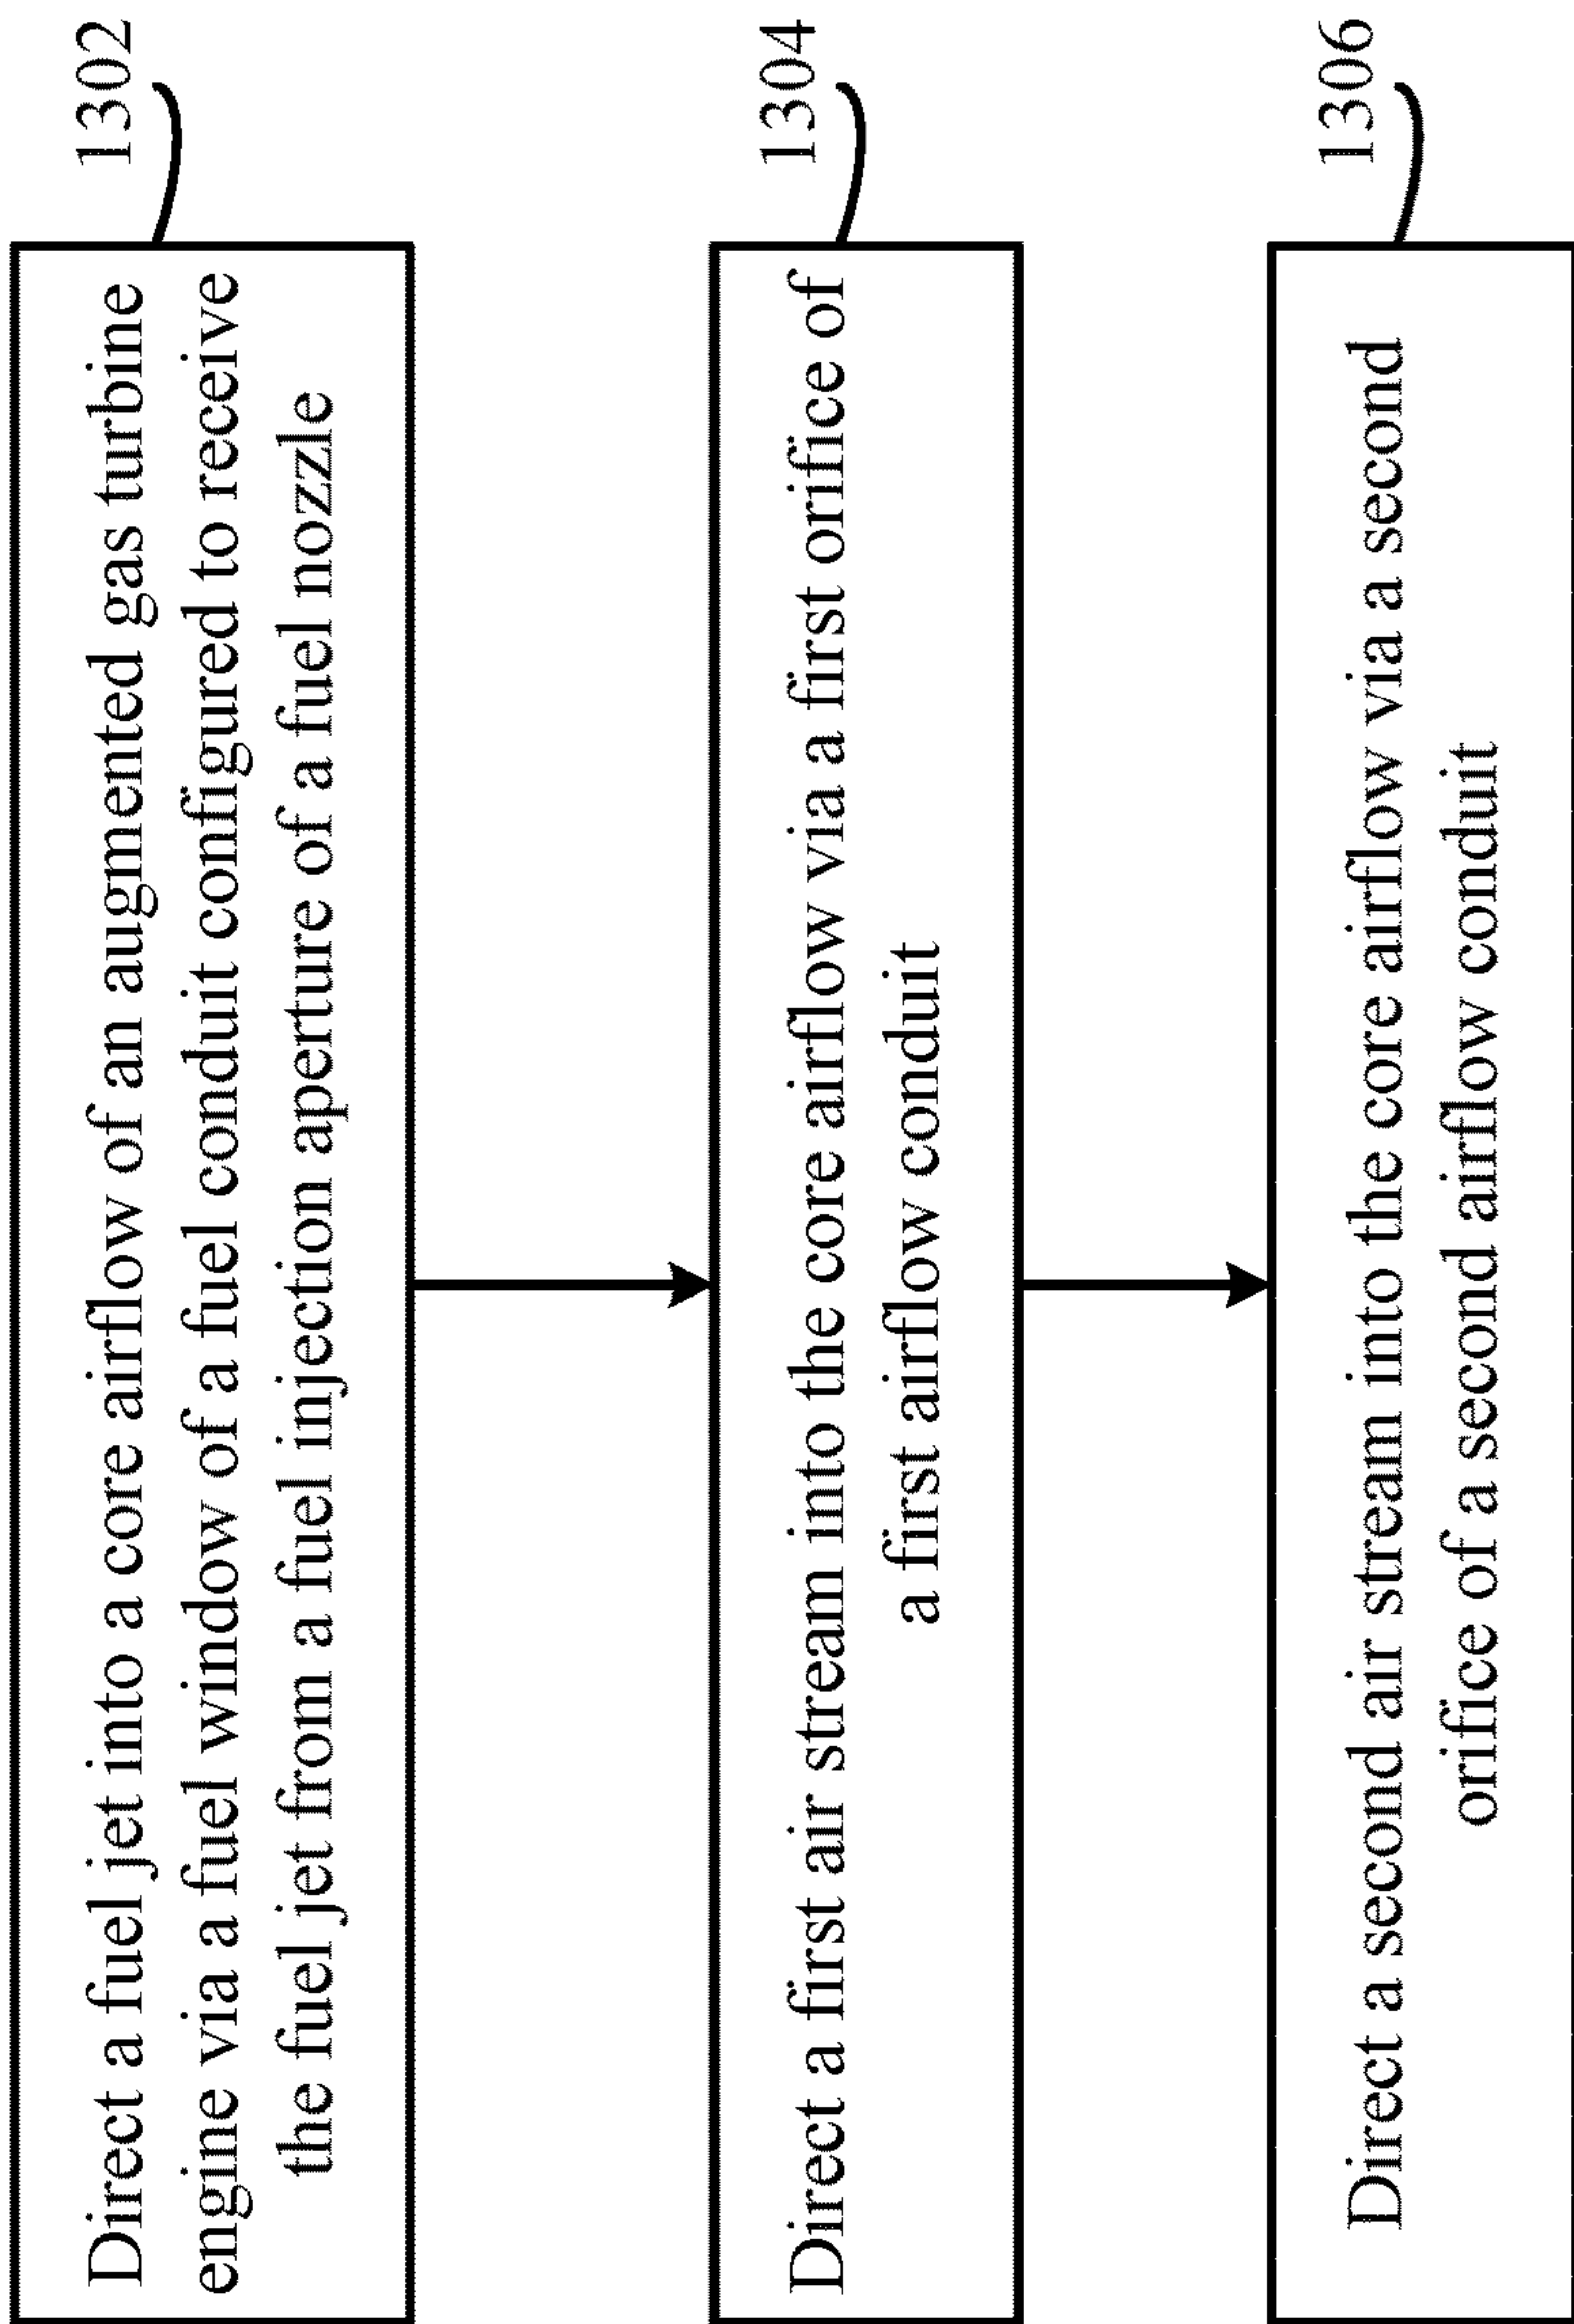 Direct a fuel jet into a core airflow of an augmented gas turbine
engine via a fuel window of a fuel conduit configured to receive
the fuel jet from a fuel injection aperture of a fuel nozzle
1302
Direct a first air stream into the core airflow via a first orifice of
a first airflow conduit
1304
Direct a second air stream into the core airflow via a second
orifice of a second airflow conduit
1306